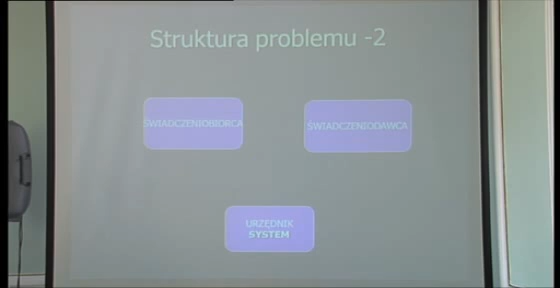 Struktura problemu -2
ŚWIADCZENIOBIORCA
ŚWIADCZENIODAWCA
URZĘDNIK
SYSTEM